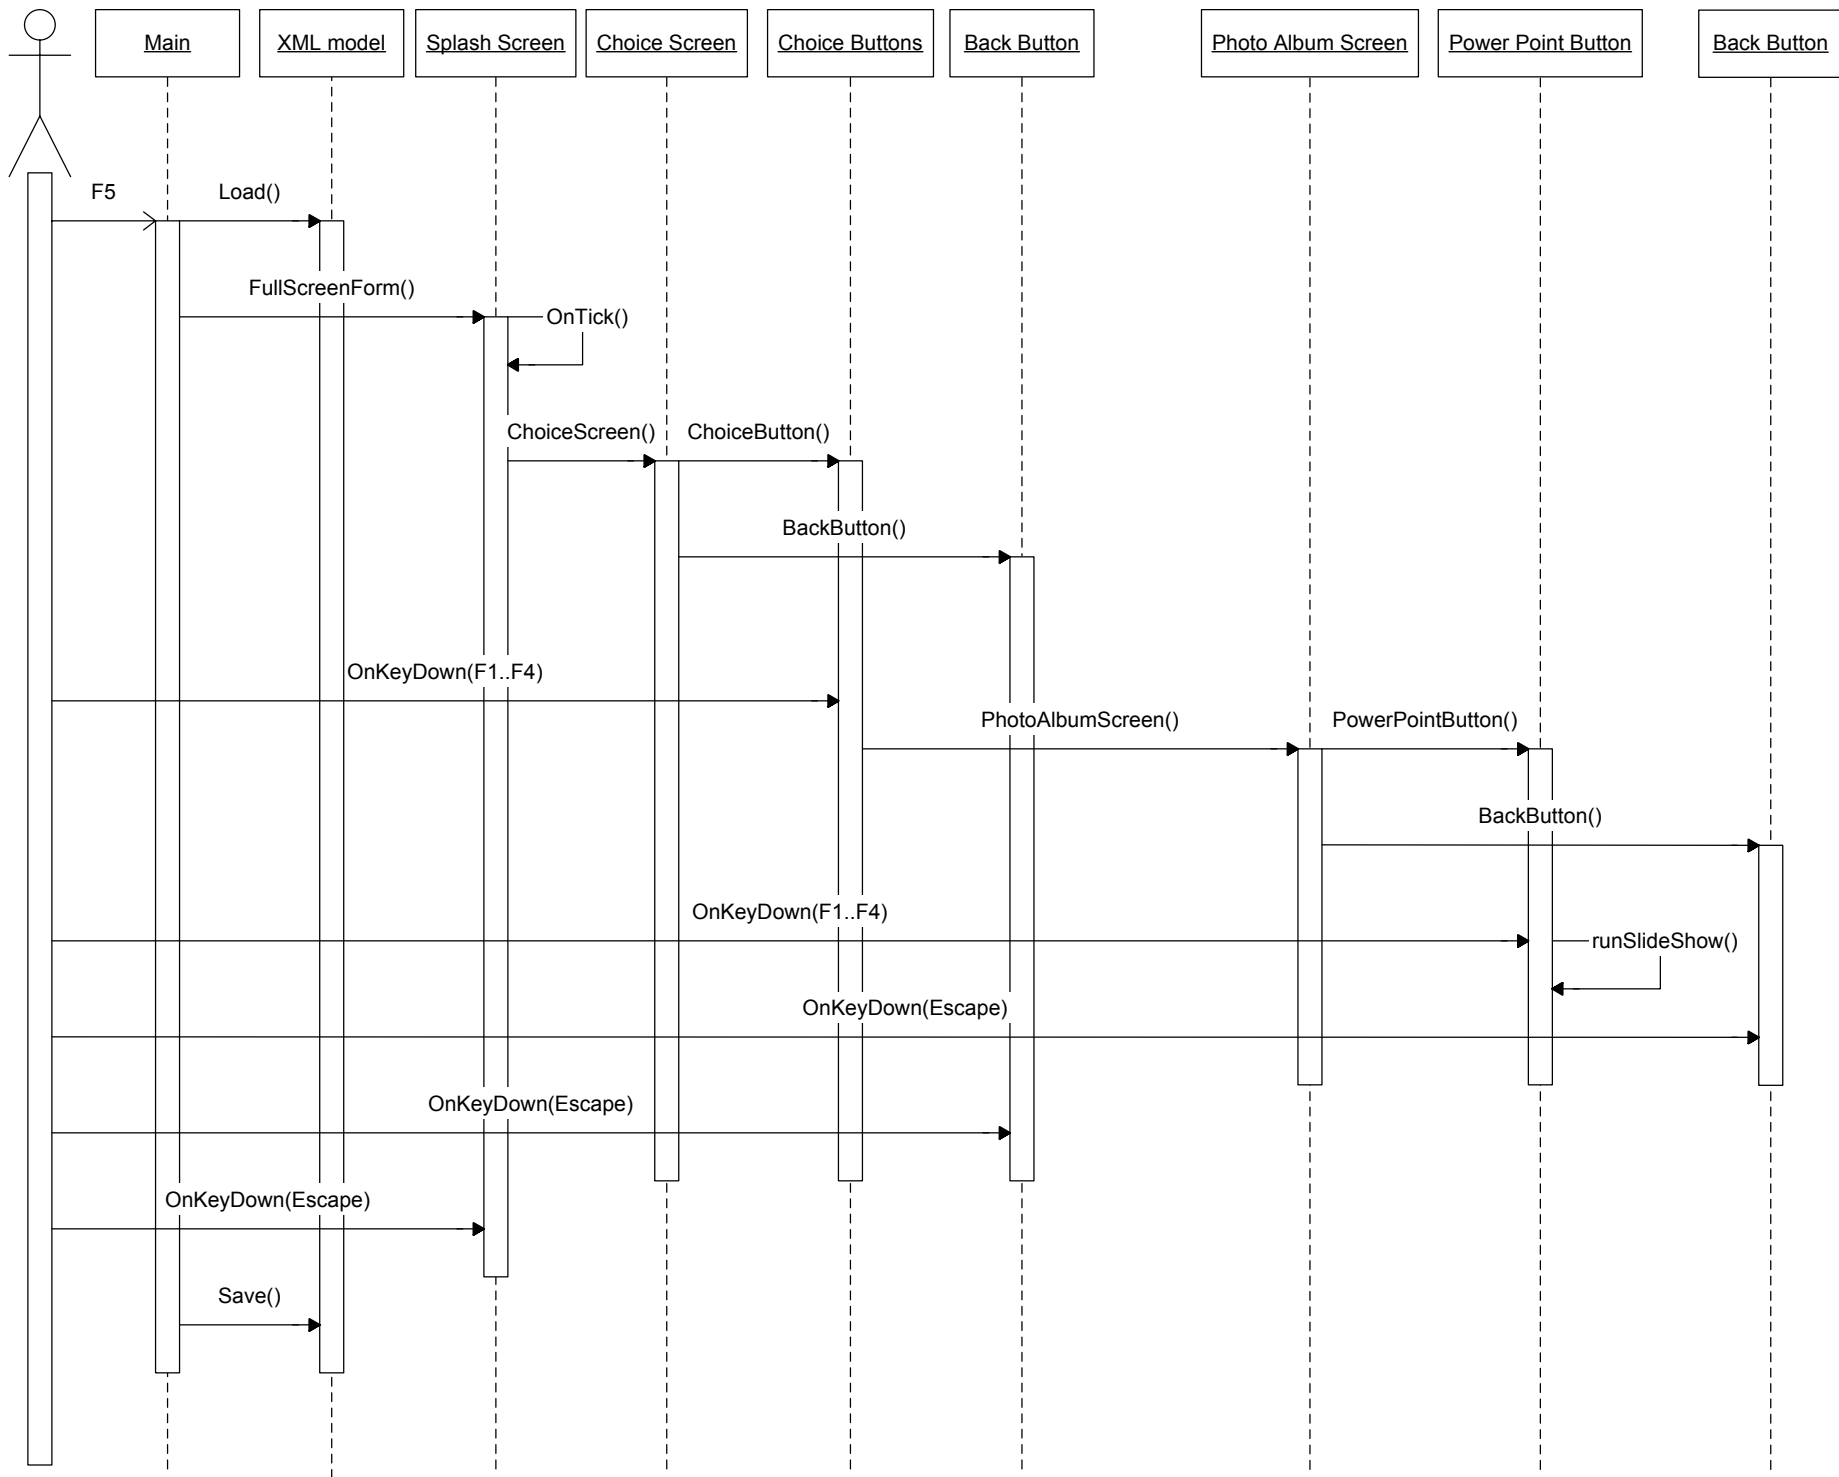 Main
XML model
Splash Screen
Choice Screen
Choice Buttons
Back Button
Photo Album Screen
Power Point Button
Back Button
F5
Load()
FullScreenForm()
OnTick()
ChoiceScreen()
ChoiceButton()
BackButton()
OnKeyDown(F1..F4)
PhotoAlbumScreen()
PowerPointButton()
BackButton()
OnKeyDown(F1..F4)
runSlideShow()
OnKeyDown(Escape)
OnKeyDown(Escape)
OnKeyDown(Escape)
Save()